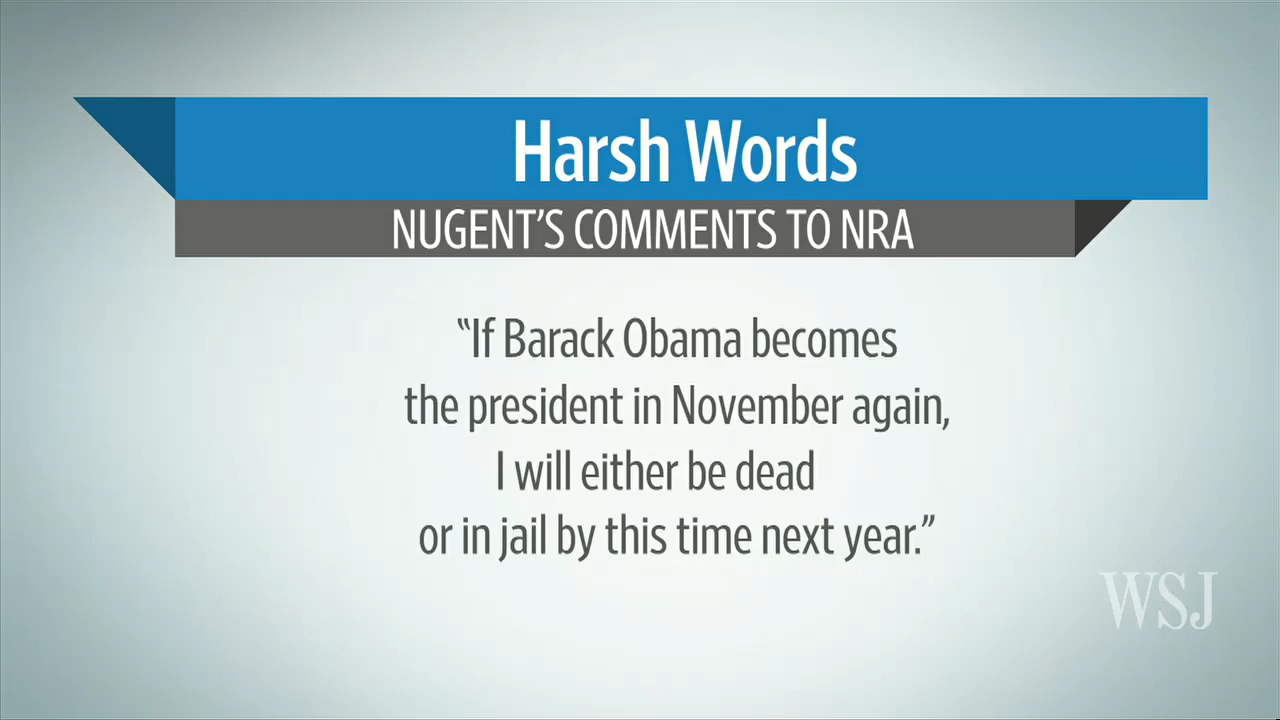 Harsh Words
NUGENT’S COMMENTS TO NRA
“If Barack Obama becomes
the president in November again,
I will either be dead
or in jail by this time next year.”
WSJ